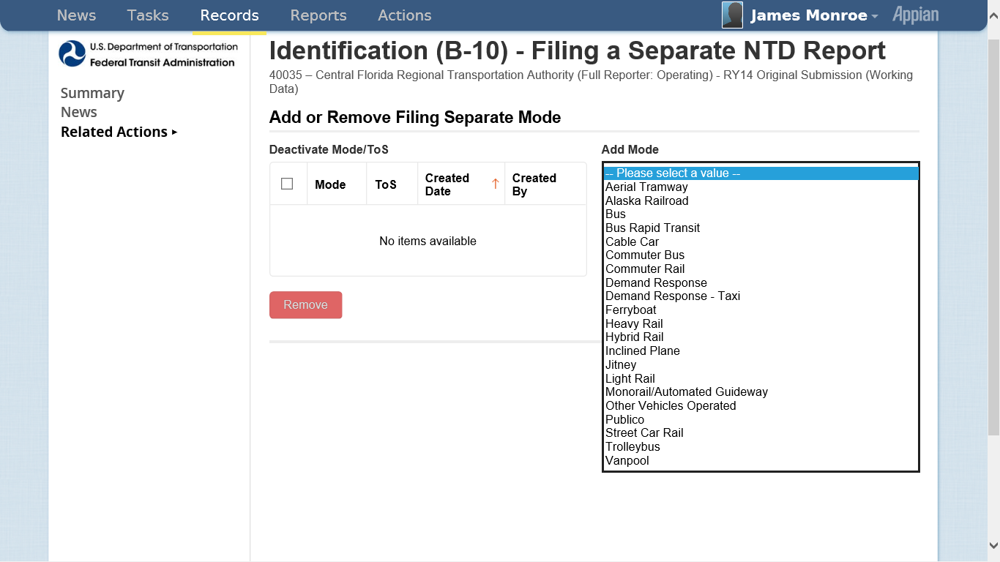 News Tasks Records Reports Actions James Monroe Appian
U.S. Department of Transportation
Federal Transit Administration
Summary
News
Related Actions
Identification (B-10) - Filing a Separate NTD Report
40035 – Central Florida Regional Transportation Authority (Full Reporter: Operating) - RY14 Original Submission (Working
Data)
Add or Remove Filing Separate Mode
Deactivate Mode/ToS
Mode ToS Created Date Created By
No items available
Remove
Add Mode
-- Please select a value --
Aerial Tramway
Alaska Railroad
Bus
Bus Rapid Transit
Cable Car
Commuter Bus
Commuter Rail
Demand Response
Demand Response - Taxi
Ferryboat
Heavy Rail
Hybrid Rail
Inclined Plane
Jitney
Light Rail
Monorail/Automated Guideway
Other Vehicles Operated
Publico
Street Car Rail
Trolleybus
Vanpool